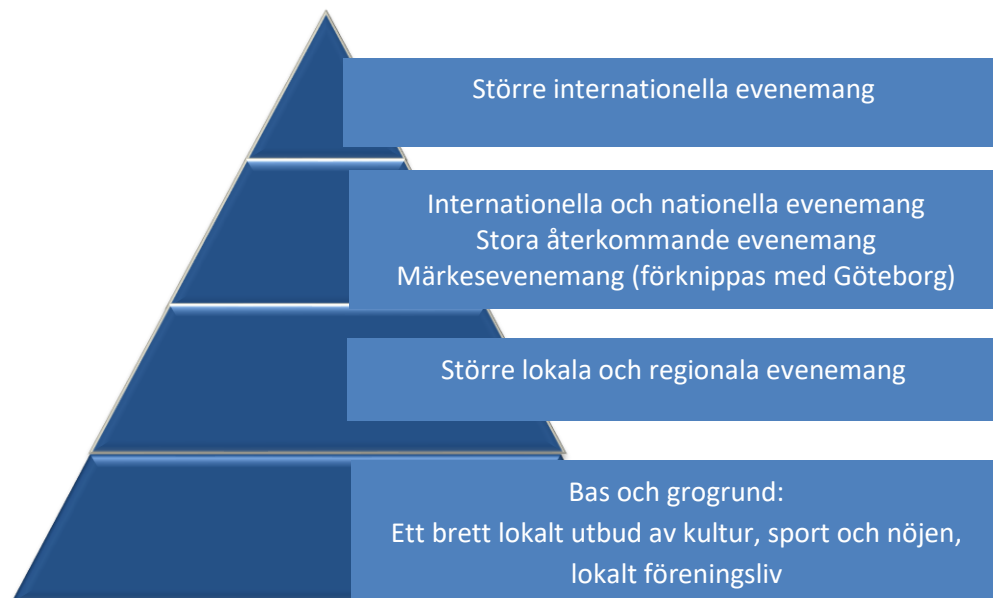 Större internationella evenemang
Internationella och nationella evenemang
Stora återkommande evenemang
Märkesevenemang (förknippas med Göteborg)
Större lokala och regionala evenemang
Bas och grogrund:
Ett brett lokalt utbud av kultur, sport och nöjen,
lokalt föreningsliv